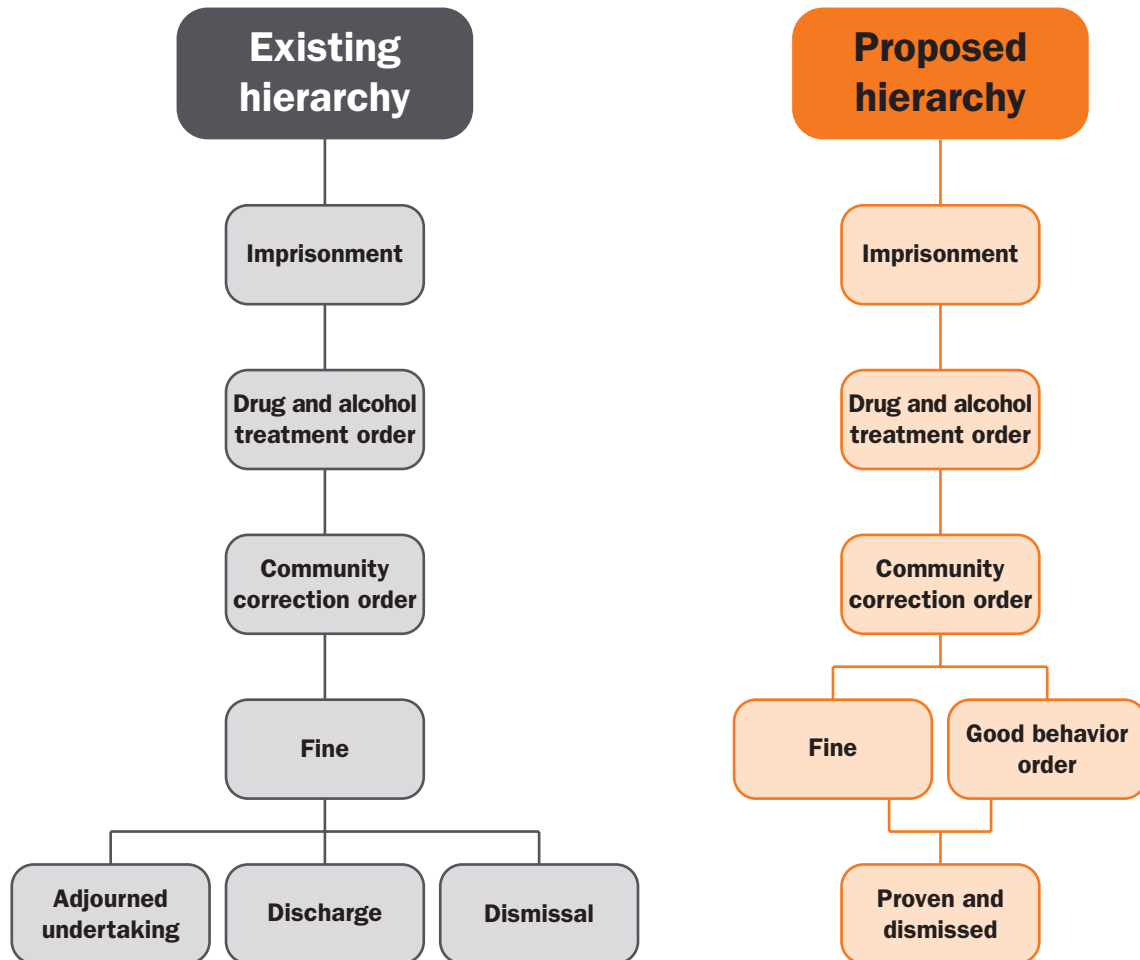 Existing
hierarchy
Imprisonment
Drug and alcohol
treatment order
Community
correction order
Fine
Adjourned
undertaking
Discharge
Dismissal
Proposed
hierarchy
Imprisonment
Drug and alcohol
treatment order
Community
correction order
Fine
Good behavior
order
Proven and
dismissed